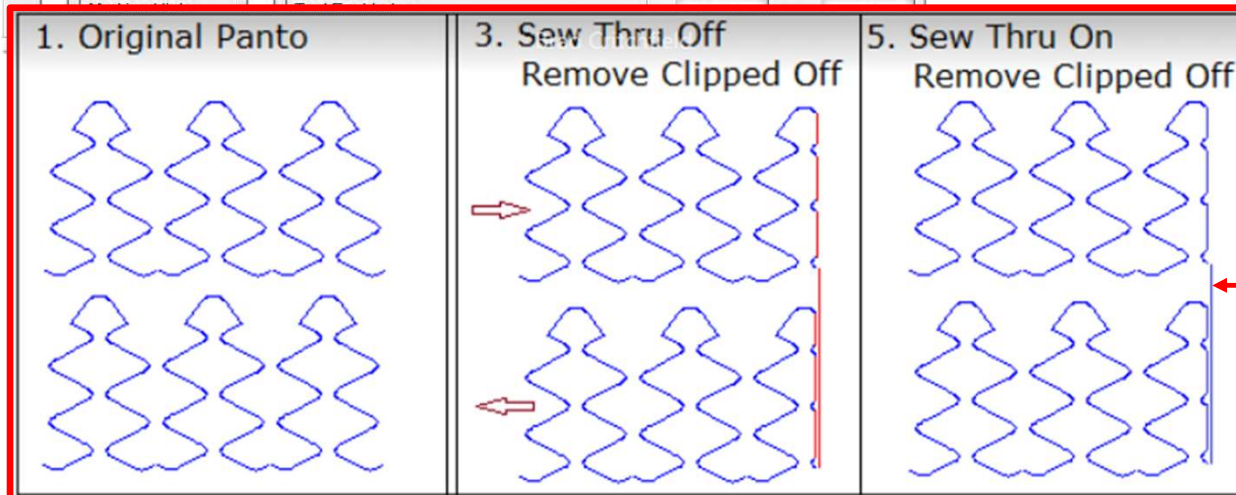 1. Original Panto
3. Sew Thru Off
Remove Clipped Off
5. Sew Thru On
Remove Clipped Off